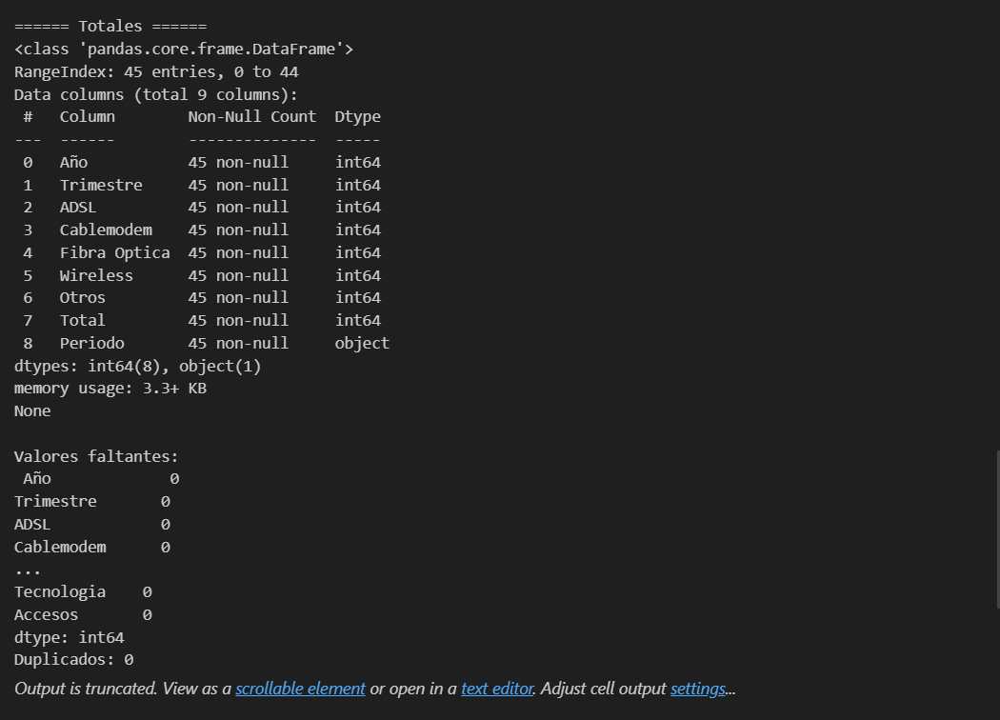 ====== Totales ======
<class 'pandas.core.frame.DataFrame'>
RangeIndex: 45 entries, 0 to 44
Data columns (total 9 columns):
 #   Column        Non-Null Count  Dtype
---  ------        --------------  -----
 0   Año           45 non-null     int64
 1   Trimestre     45 non-null     int64
 2   ADSL          45 non-null     int64
 3   Cablemodem    45 non-null     int64
 4   Fibra Optica  45 non-null     int64
 5   Wireless      45 non-null     int64
 6   Otros         45 non-null     int64
 7   Total         45 non-null     int64
 8   Periodo       45 non-null     object
dtypes: int64(8), object(1)
memory usage: 3.3+ KB
None

Valores faltantes:
 Año             0
Trimestre       0
ADSL            0
Cablemodem      0
...
Tecnologia    0
Accesos       0
dtype: int64
Duplicados: 0
Output is truncated. View as a scrollable element or open in a text editor. Adjust cell output settings...